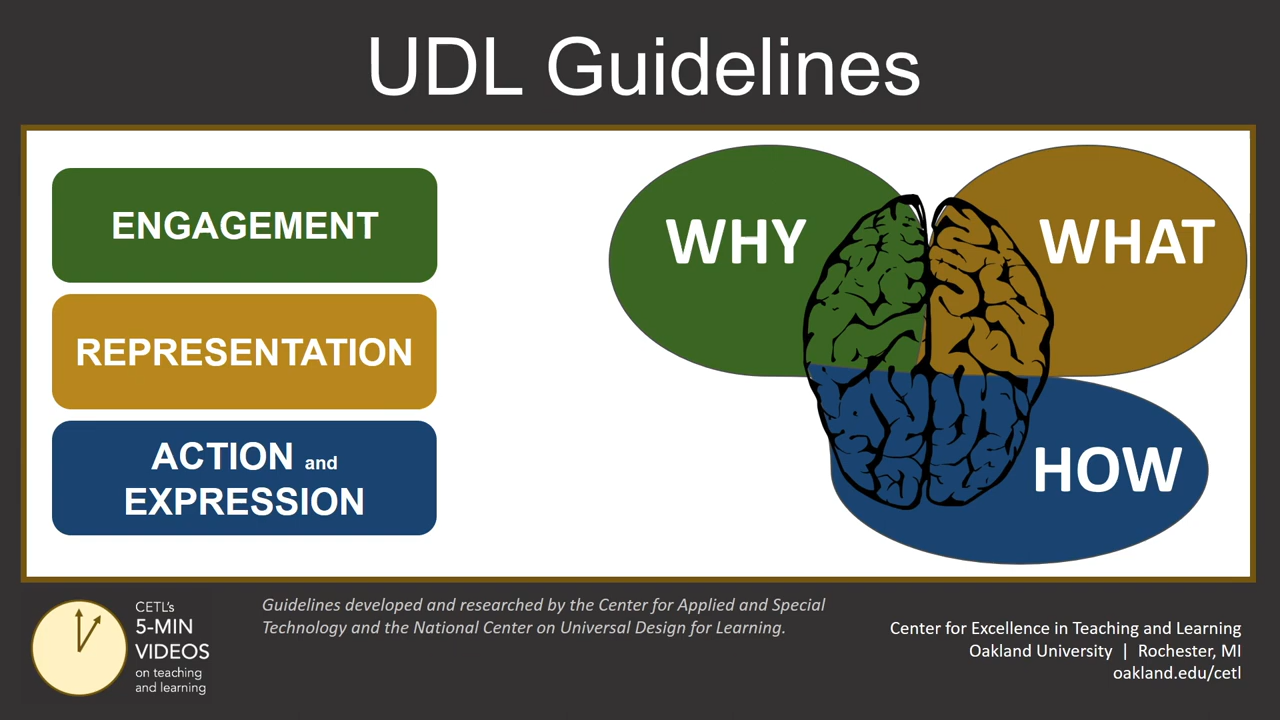 UDL Guidelines
ENGAGEMENT
REPRESENTATION
ACTION and
EXPRESSION
WHY
WHAT
HOW
CETL's
5-MIN
VIDEOS
on teaching
and learning
Guidelines developed and researched by the Center for Applied and Special
Technology and the National Center on Universal Design for Learning.
Center for Excellence in Teaching and Learning
Oakland University | Rochester, MI
oakland.edu/cetl